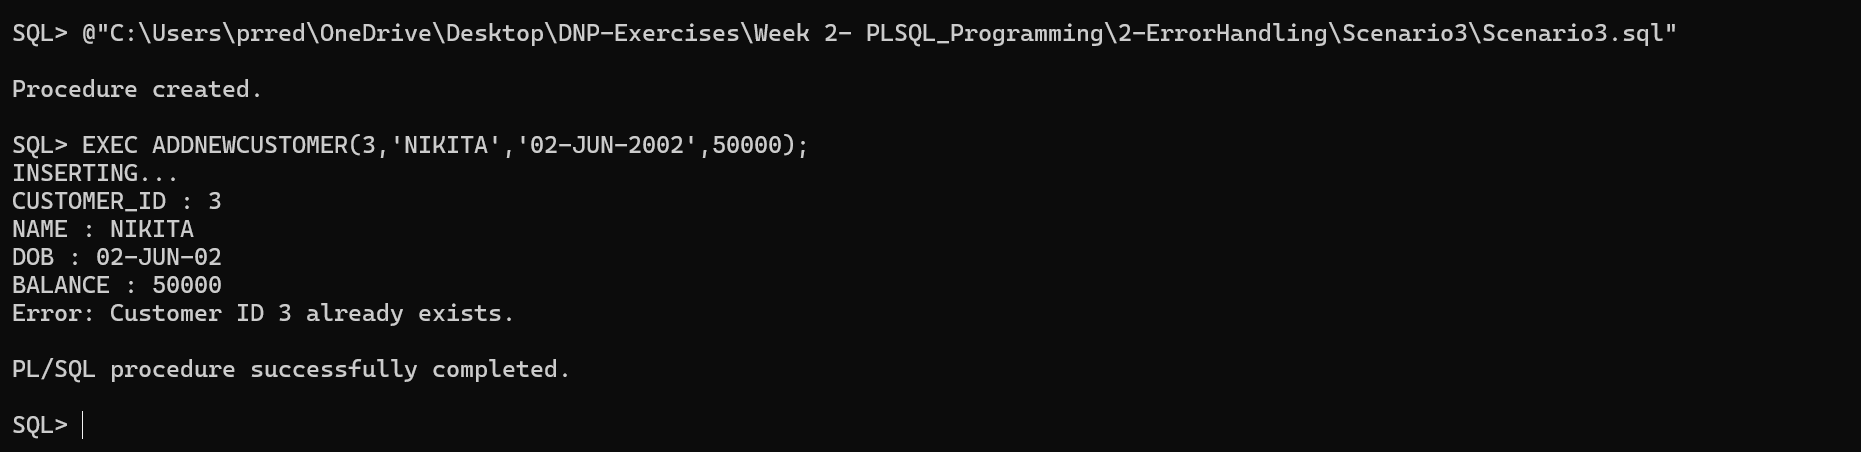 SQL> @"C:\Users\prred\OneDrive\Desktop\DNP-Exercises\Week 2- PLSQL_Programming\2-ErrorHandling\Scenario3\Scenario3.sql"
Procedure created.
SQL> EXEC ADDNEWCUSTOMER(3,'NIKITA','02-JUN-2002',50000);
INSERTING...
CUSTOMER_ID : 3
NAME : NIKITA
DOB : 02-JUN-02
BALANCE : 50000
Error: Customer ID 3 already exists.
PL/SQL procedure successfully completed.
SQL>